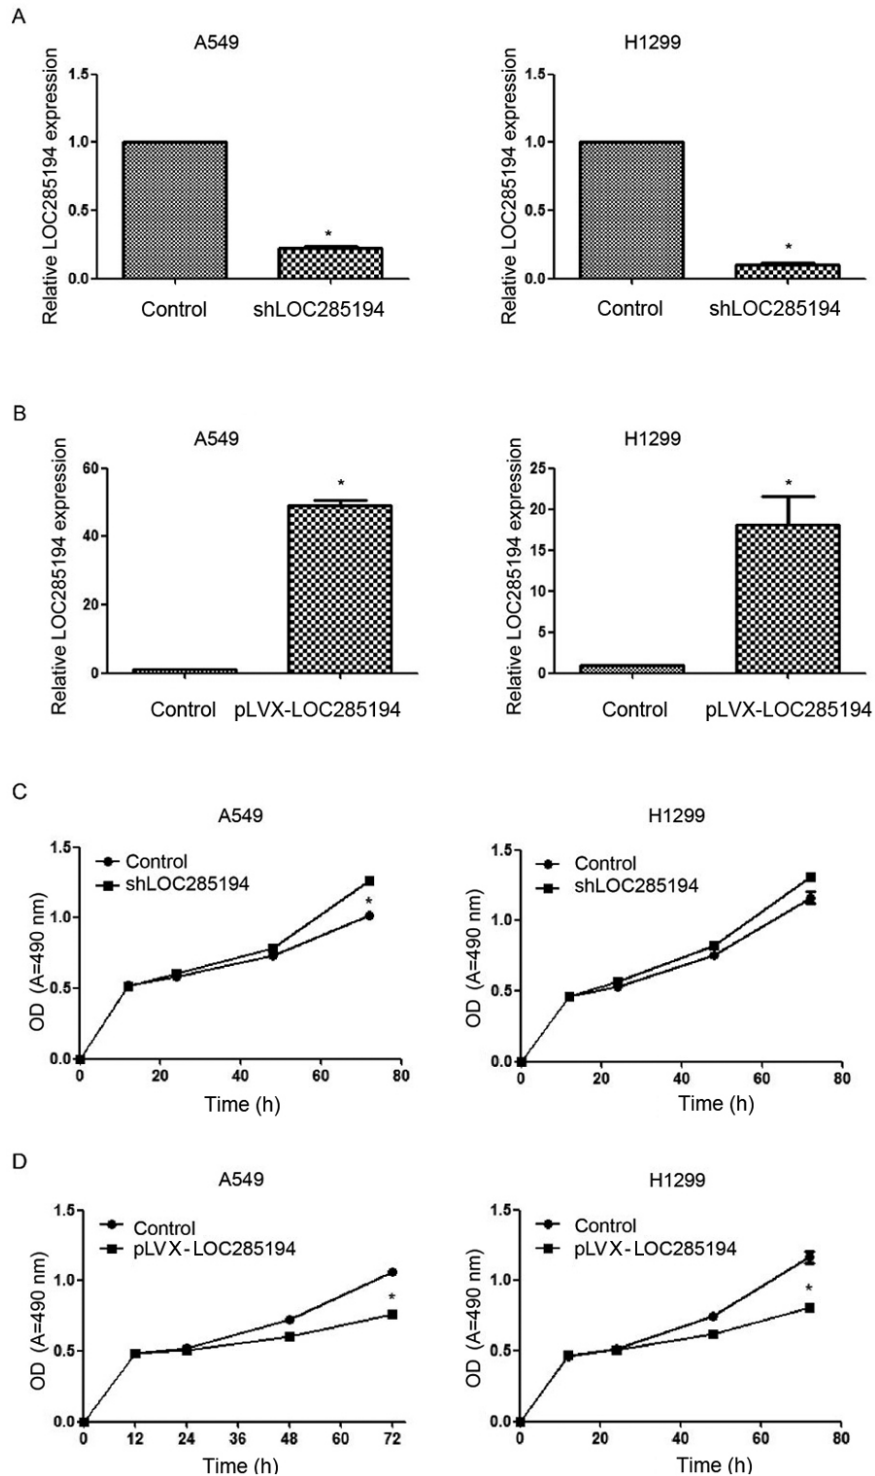 A
A549
H1299
Relative LOC285194 expression
1.5
1.0
0.5
0.0
*
Control
shLOC285194
Relative LOC285194 expression
1.5
1.0
0.5
0.0
*
Control
shLOC285194
B
A549
H1299
Relative LOC285194 expression
60
40
20
0
*
Control
pLVX-LOC285194
Relative LOC285194 expression
25
20
15
10
5
0
*
Control
pLVX-LOC285194
C
A549
H1299
OD (A=490 nm)
1.5
1.0
0.5
0.0
Control
shLOC285194
*
0 20 40 60 80
Time (h)
OD (A=490 nm)
1.5
1.0
0.5
0.0
Control
shLOC285194
0 20 40 60 80
Time (h)
D
A549
H1299
OD (A=490 nm)
1.5
1.0
0.5
0.0
Control
pLVX-LOC285194
*
0 12 24 36 48 60 72
Time (h)
OD (A=490 nm)
1.5
1.0
0.5
0.0
Control
pLVX-LOC285194
*
0 20 40 60 80
Time (h)